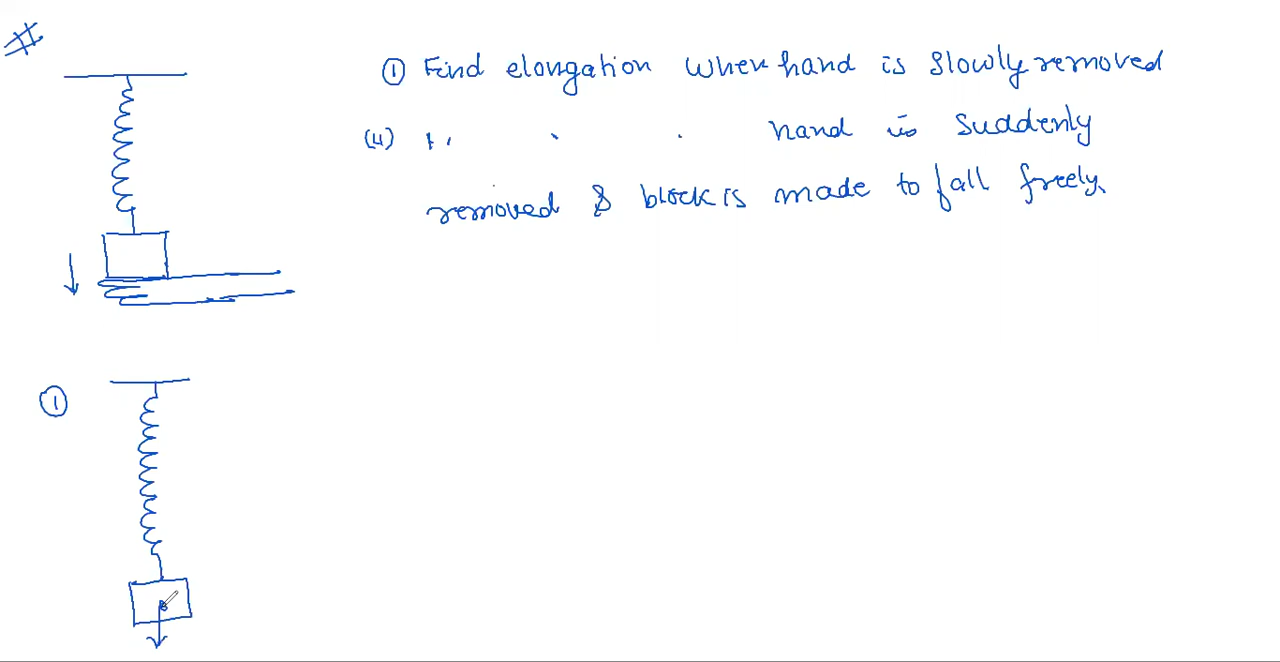 #
① Find elongation when hand is slowly removed
(ii) " " " hand is suddenly
removed & block is made to fall freely.
①